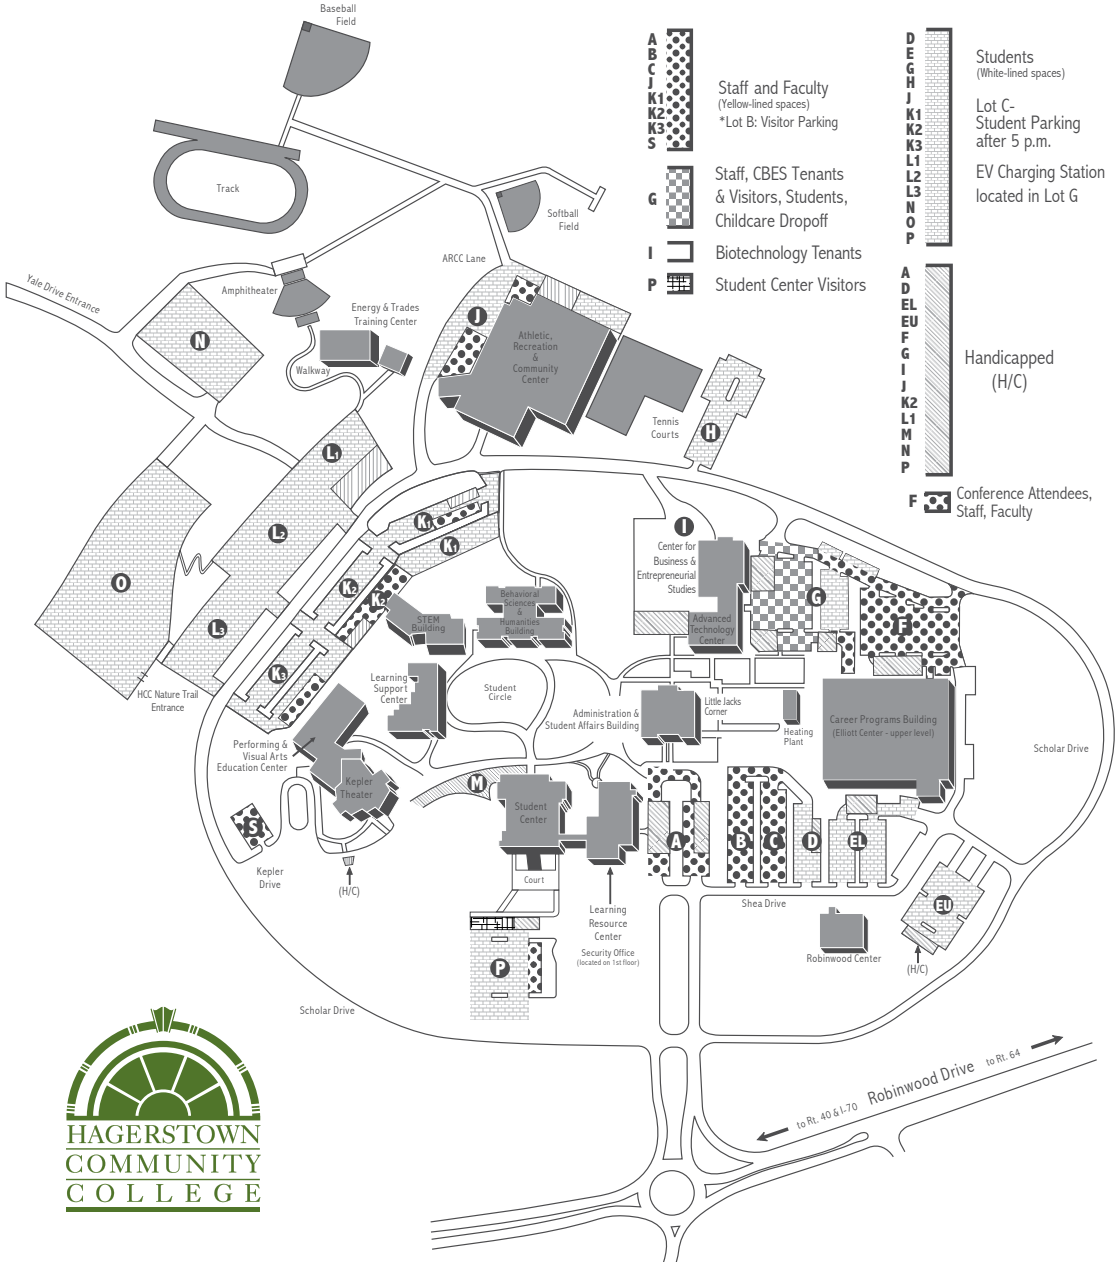 Baseball
Field
Track
Softball
Field
ARCC Lane
Yale Drive Entrance
Amphitheater
Energy & Trades
Training Center
Walkway
N
J
Athletic,
Recreation
&
Community
Center
Tennis
Courts
H
L1
L2
L3
O
K1
K1
K2
K2
K3
HCC Nature Trail
Entrance
I
Center for
Business &
Entrepreneurial
Studies
Advanced
Technology
Center
G
F
Behavioral
Sciences
&
Humanities
Building
STEM
Building
Learning
Support
Center
Student
Circle
Administration &
Student Affairs Building
Little Jacks
Corner
Heating
Plant
Career Programs Building
(Elliott Center - upper level)
Scholar Drive
Performing &
Visual Arts
Education Center
Kepler
Theater
M
S
Kepler
Drive
(H/C)
Student
Center
Court
A
B
C
D
EL
EU
(H/C)
Shea Drive
Robinwood Center
Learning
Resource
Center
Security Office
(located on 1st floor)
P
Scholar Drive
to Rt. 40 & I-70
Robinwood Drive
to Rt. 64
A
B
C
J
K1
K2
K3
S
Staff and Faculty
(Yellow-lined spaces)
*Lot B: Visitor Parking
G
Staff, CBES Tenants
& Visitors, Students,
Childcare Dropoff
I
Biotechnology Tenants
P
Student Center Visitors
D
E
G
H
J
K1
K2
K3
L1
L2
L3
N
O
P
Students
(White-lined spaces)
Lot C-
Student Parking
after 5 p.m.
EV Charging Station
located in Lot G
A
D
EL
EU
F
G
I
J
K2
L1
M
N
P
Handicapped
(H/C)
F
Conference Attendees,
Staff, Faculty
HAGERSTOWN
COMMUNITY
COLLEGE